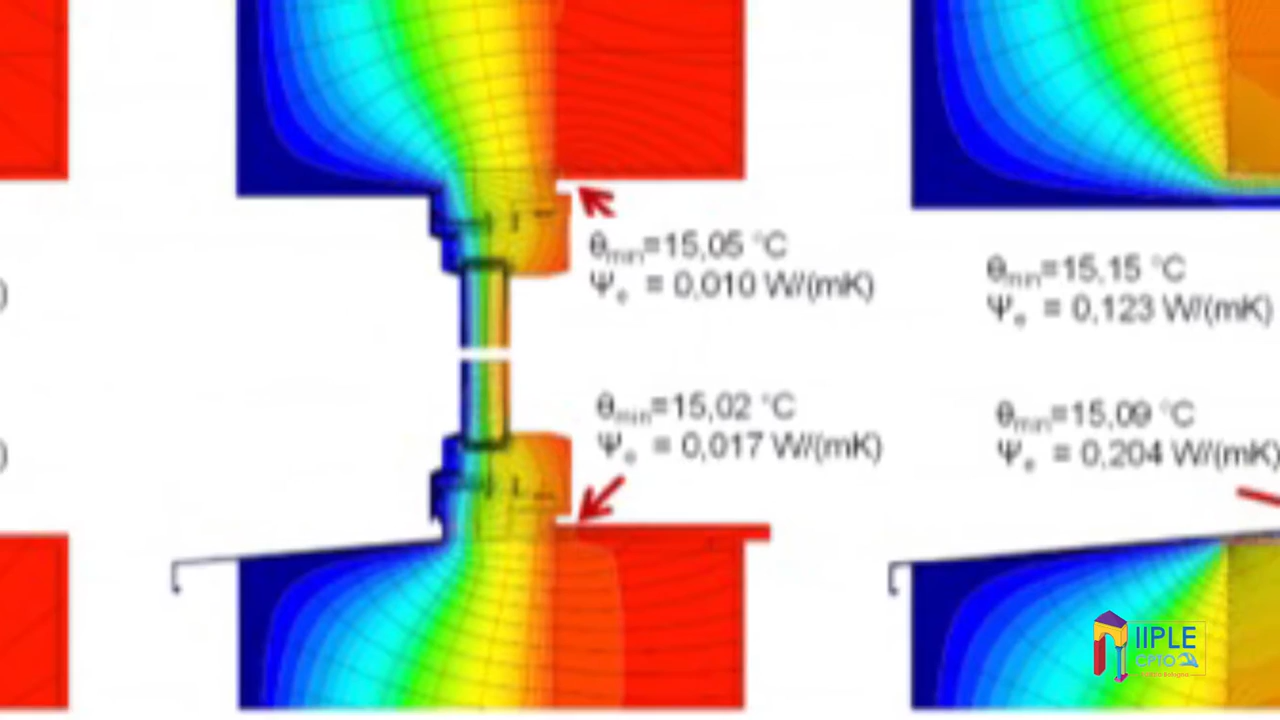 θmin=15,05 °C
Ψe = 0,010 W/(mK)
θmin=15,15 °C
Ψe = 0,123 W/(mK)
θmin=15,02 °C
Ψe = 0,017 W/(mK)
θmin=15,09 °C
Ψe = 0,204 W/(mK)
)
)
IIPLE
CPTO